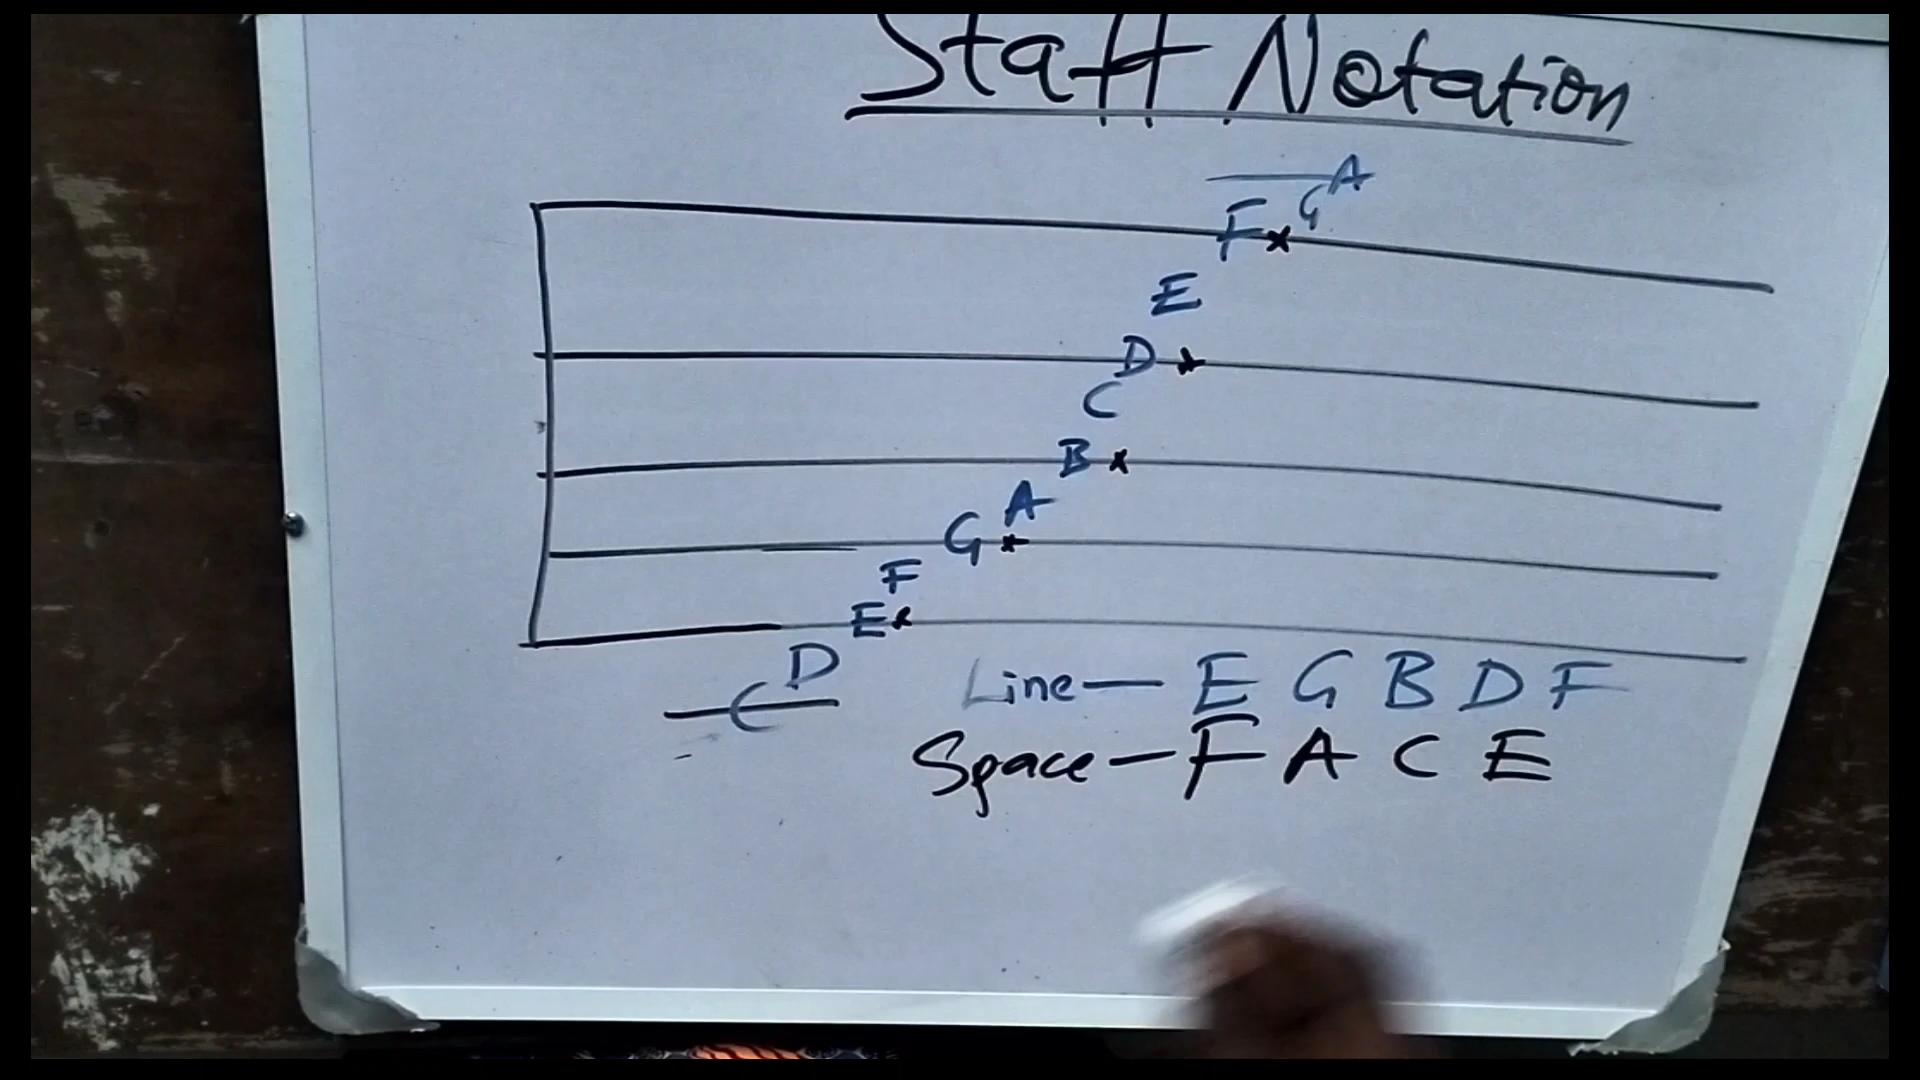 Staff Notation
A
G
F
E
D
C
B
A
G
F
E
D
C
Line — E G B D F
Space — F A C E